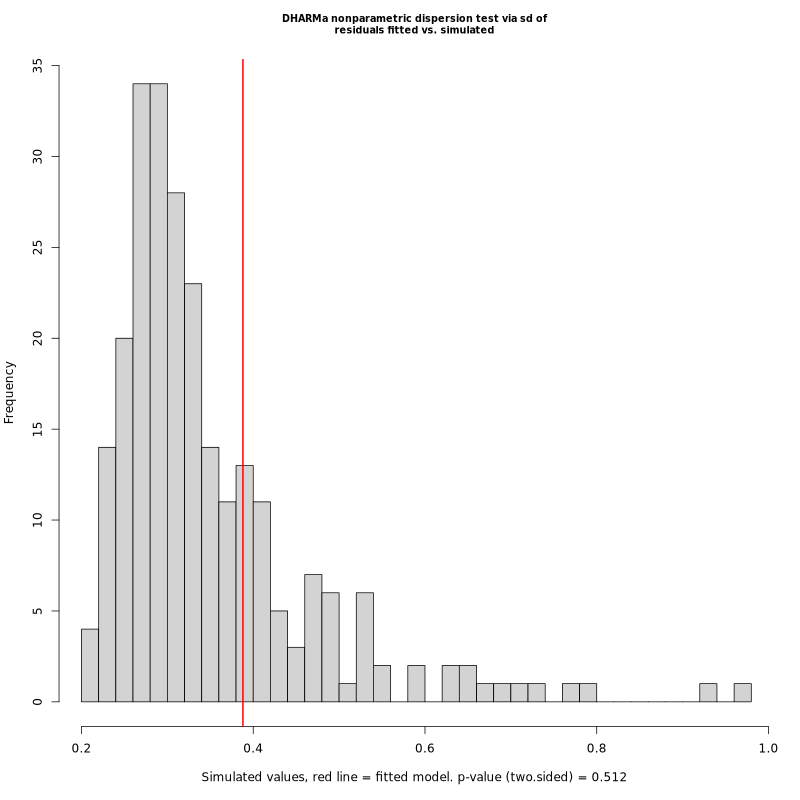 DHARMa nonparametric dispersion test via sd of
residuals fitted vs. simulated
35
30
25
20
15
10
5
0
Frequency
0.2 0.4 0.6 0.8 1.0
Simulated values, red line = fitted model. p-value (two.sided) = 0.512